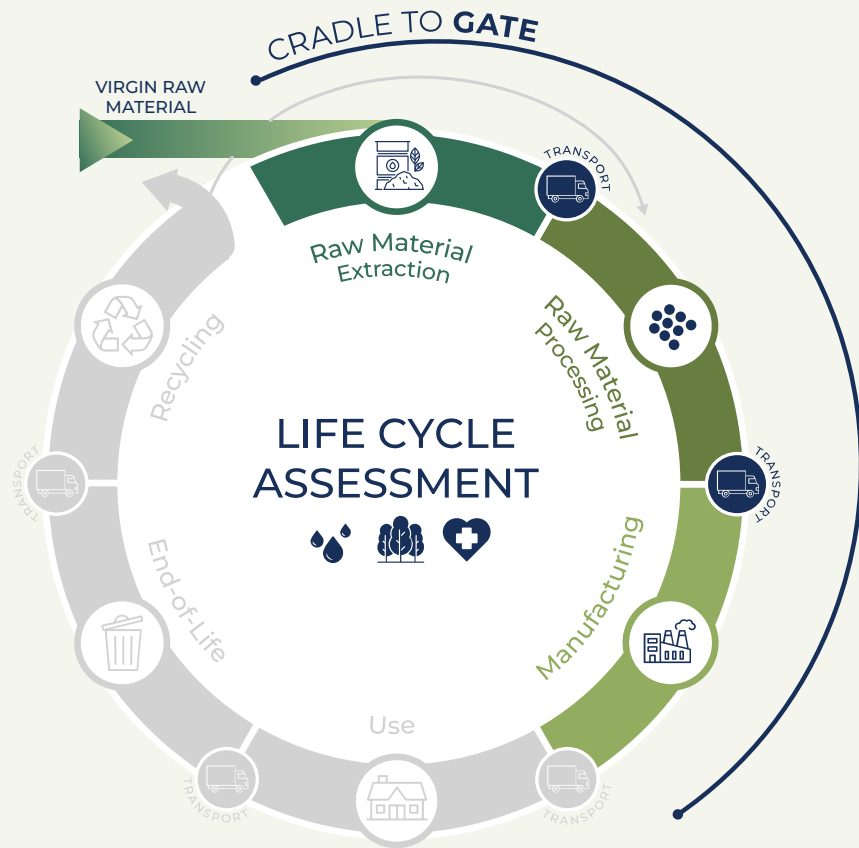 CRADLE TO GATE
VIRGIN RAW
MATERIAL
TRANSPORT
Raw Material
Extraction
Raw Material
Processing
Recycling
LIFE CYCLE
ASSESSMENT
TRANSPORT
TRANSPORT
Manufacturing
End-of-Life
Use
TRANSPORT
TRANSPORT